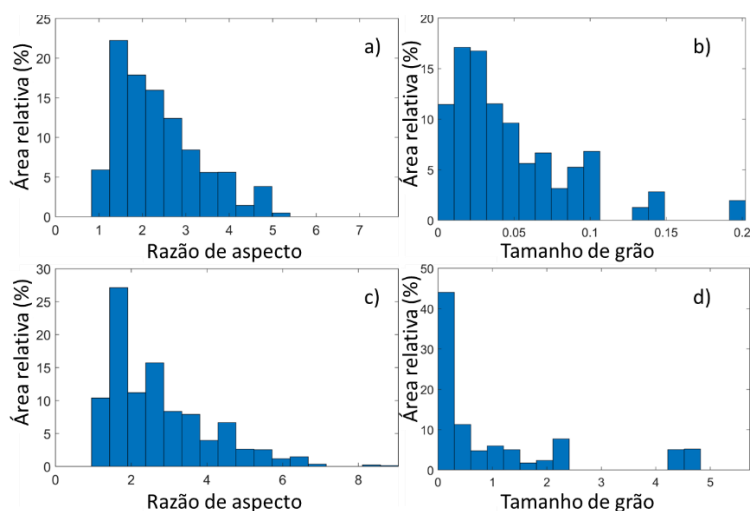 25
20
15
10
5
0
Área relativa (%)
a)
0 1 2 3 4 5 6 7
Razão de aspecto
20
15
10
5
0
Área relativa (%)
b)
0 0.05 0.1 0.15 0.2
Tamanho de grão
30
25
20
15
10
5
0
Área relativa (%)
c)
0 2 4 6 8
Razão de aspecto
50
40
30
20
10
0
Área relativa (%)
d)
0 1 2 3 4 5
Tamanho de grão